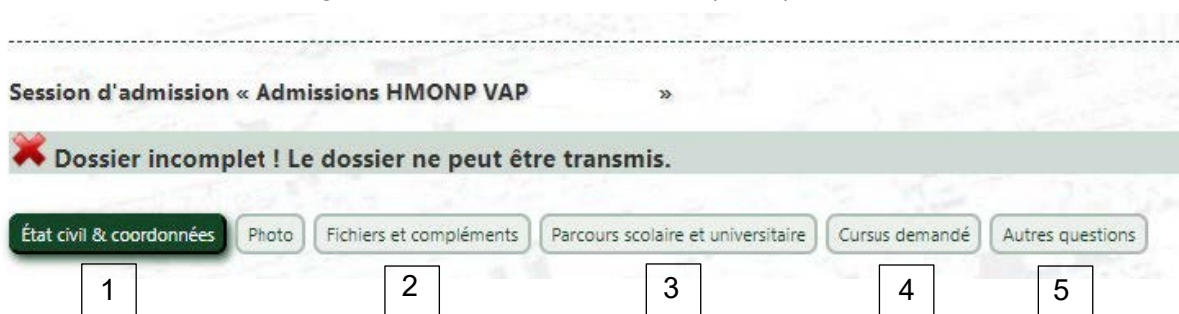 Session d'admission « Admissions HMONP VAP »
Dossier incomplet ! Le dossier ne peut être transmis.
État civil & coordonnées Photo Fichiers et compléments Parcours scolaire et universitaire Cursus demandé Autres questions
1 2 3 4 5